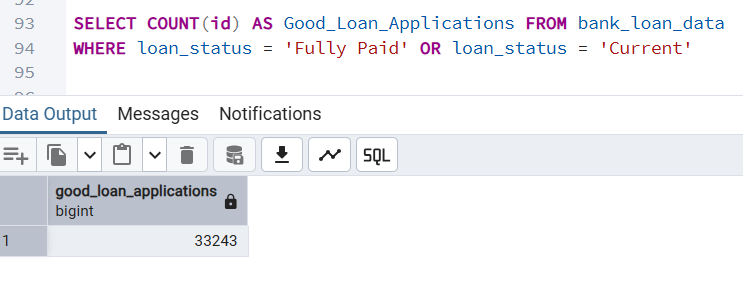 93 SELECT COUNT(id) AS Good_Loan_Applications FROM bank_loan_data
94 WHERE loan_status = 'Fully Paid' OR loan_status = 'Current'
95
Data Output Messages Notifications
SQL
good_loan_applications
bigint
1 33243